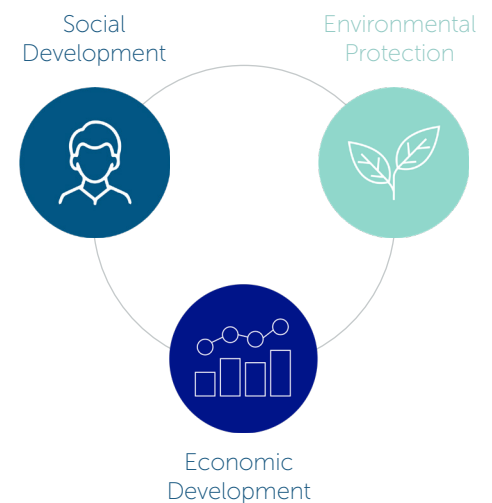 Social
Development
Environmental
Protection
Economic
Development